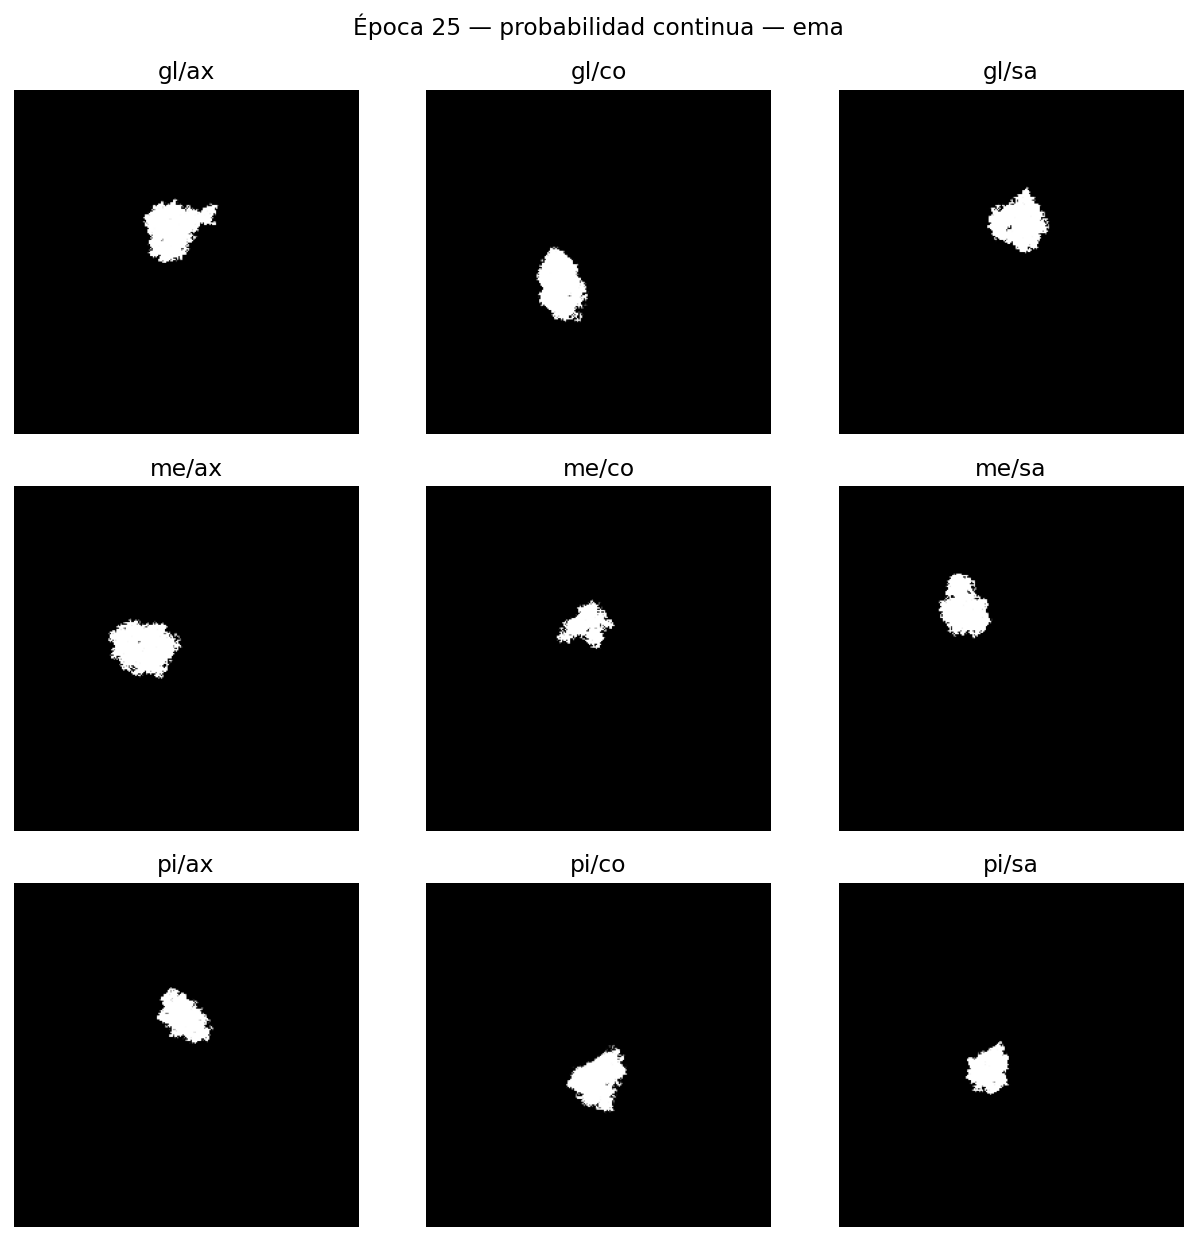 Época 25 — probabilidad continua — ema
gl/ax
gl/co
gl/sa
me/ax
me/co
me/sa
pi/ax
pi/co
pi/sa